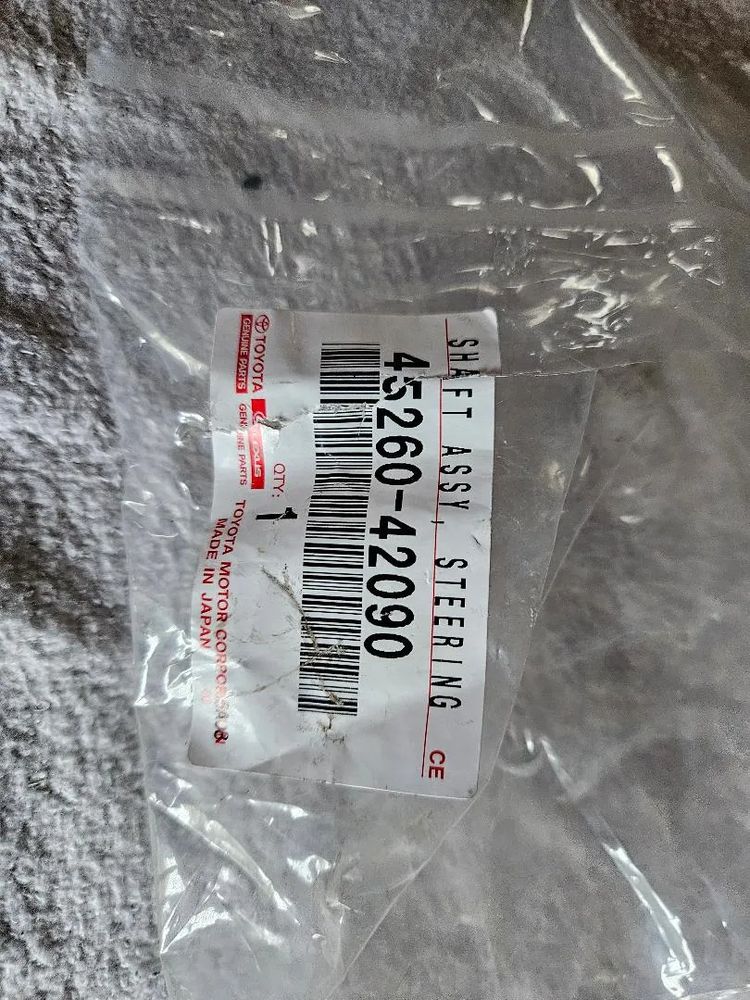 SHAFT ASSY, STEERING CE
45260-42090
QTY: 1
TOYOTA LEXUS
GENUINE PARTS GENUINE PARTS
TOYOTA MOTOR CORPORATION
MADE IN JAPAN